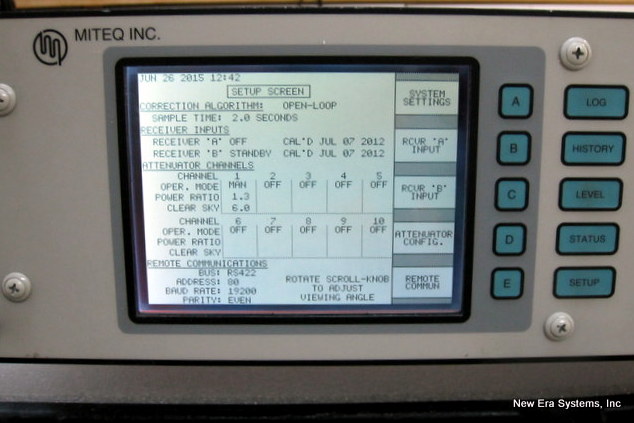 MITEQ INC.
JUN 26 2015 12:42
SETUP SCREEN
CORRECTION ALGORITHM: OPEN-LOOP
SAMPLE TIME: 2.0 SECONDS
RECEIVER INPUTS
RECEIVER "A" OFF CAL'D JUL 07 2012
RECEIVER "B" STANDBY CAL'D JUL 07 2012
ATTENUATOR CHANNELS
CHANNEL 1 2 3 4 5
OPER. MODE MAN OFF OFF OFF OFF
POWER RATIO 1.3
CLEAR SKY 6.0
CHANNEL 6 7 8 9 10
OPER. MODE OFF OFF OFF OFF OFF
POWER RATIO
CLEAR SKY
REMOTE COMMUNICATIONS
BUS: RS422
ADDRESS: 80
BAUD RATE: 19200
PARITY: EVEN
ROTATE SCROLL-KNOB
TO ADJUST
VIEWING ANGLE
SYSTEM
SETTINGS
RCVR "A"
INPUT
RCVR "B"
INPUT
ATTENUATOR
CONFIG.
REMOTE
COMMUN
A LOG
B HISTORY
C LEVEL
D STATUS
E SETUP
New Era Systems, Inc